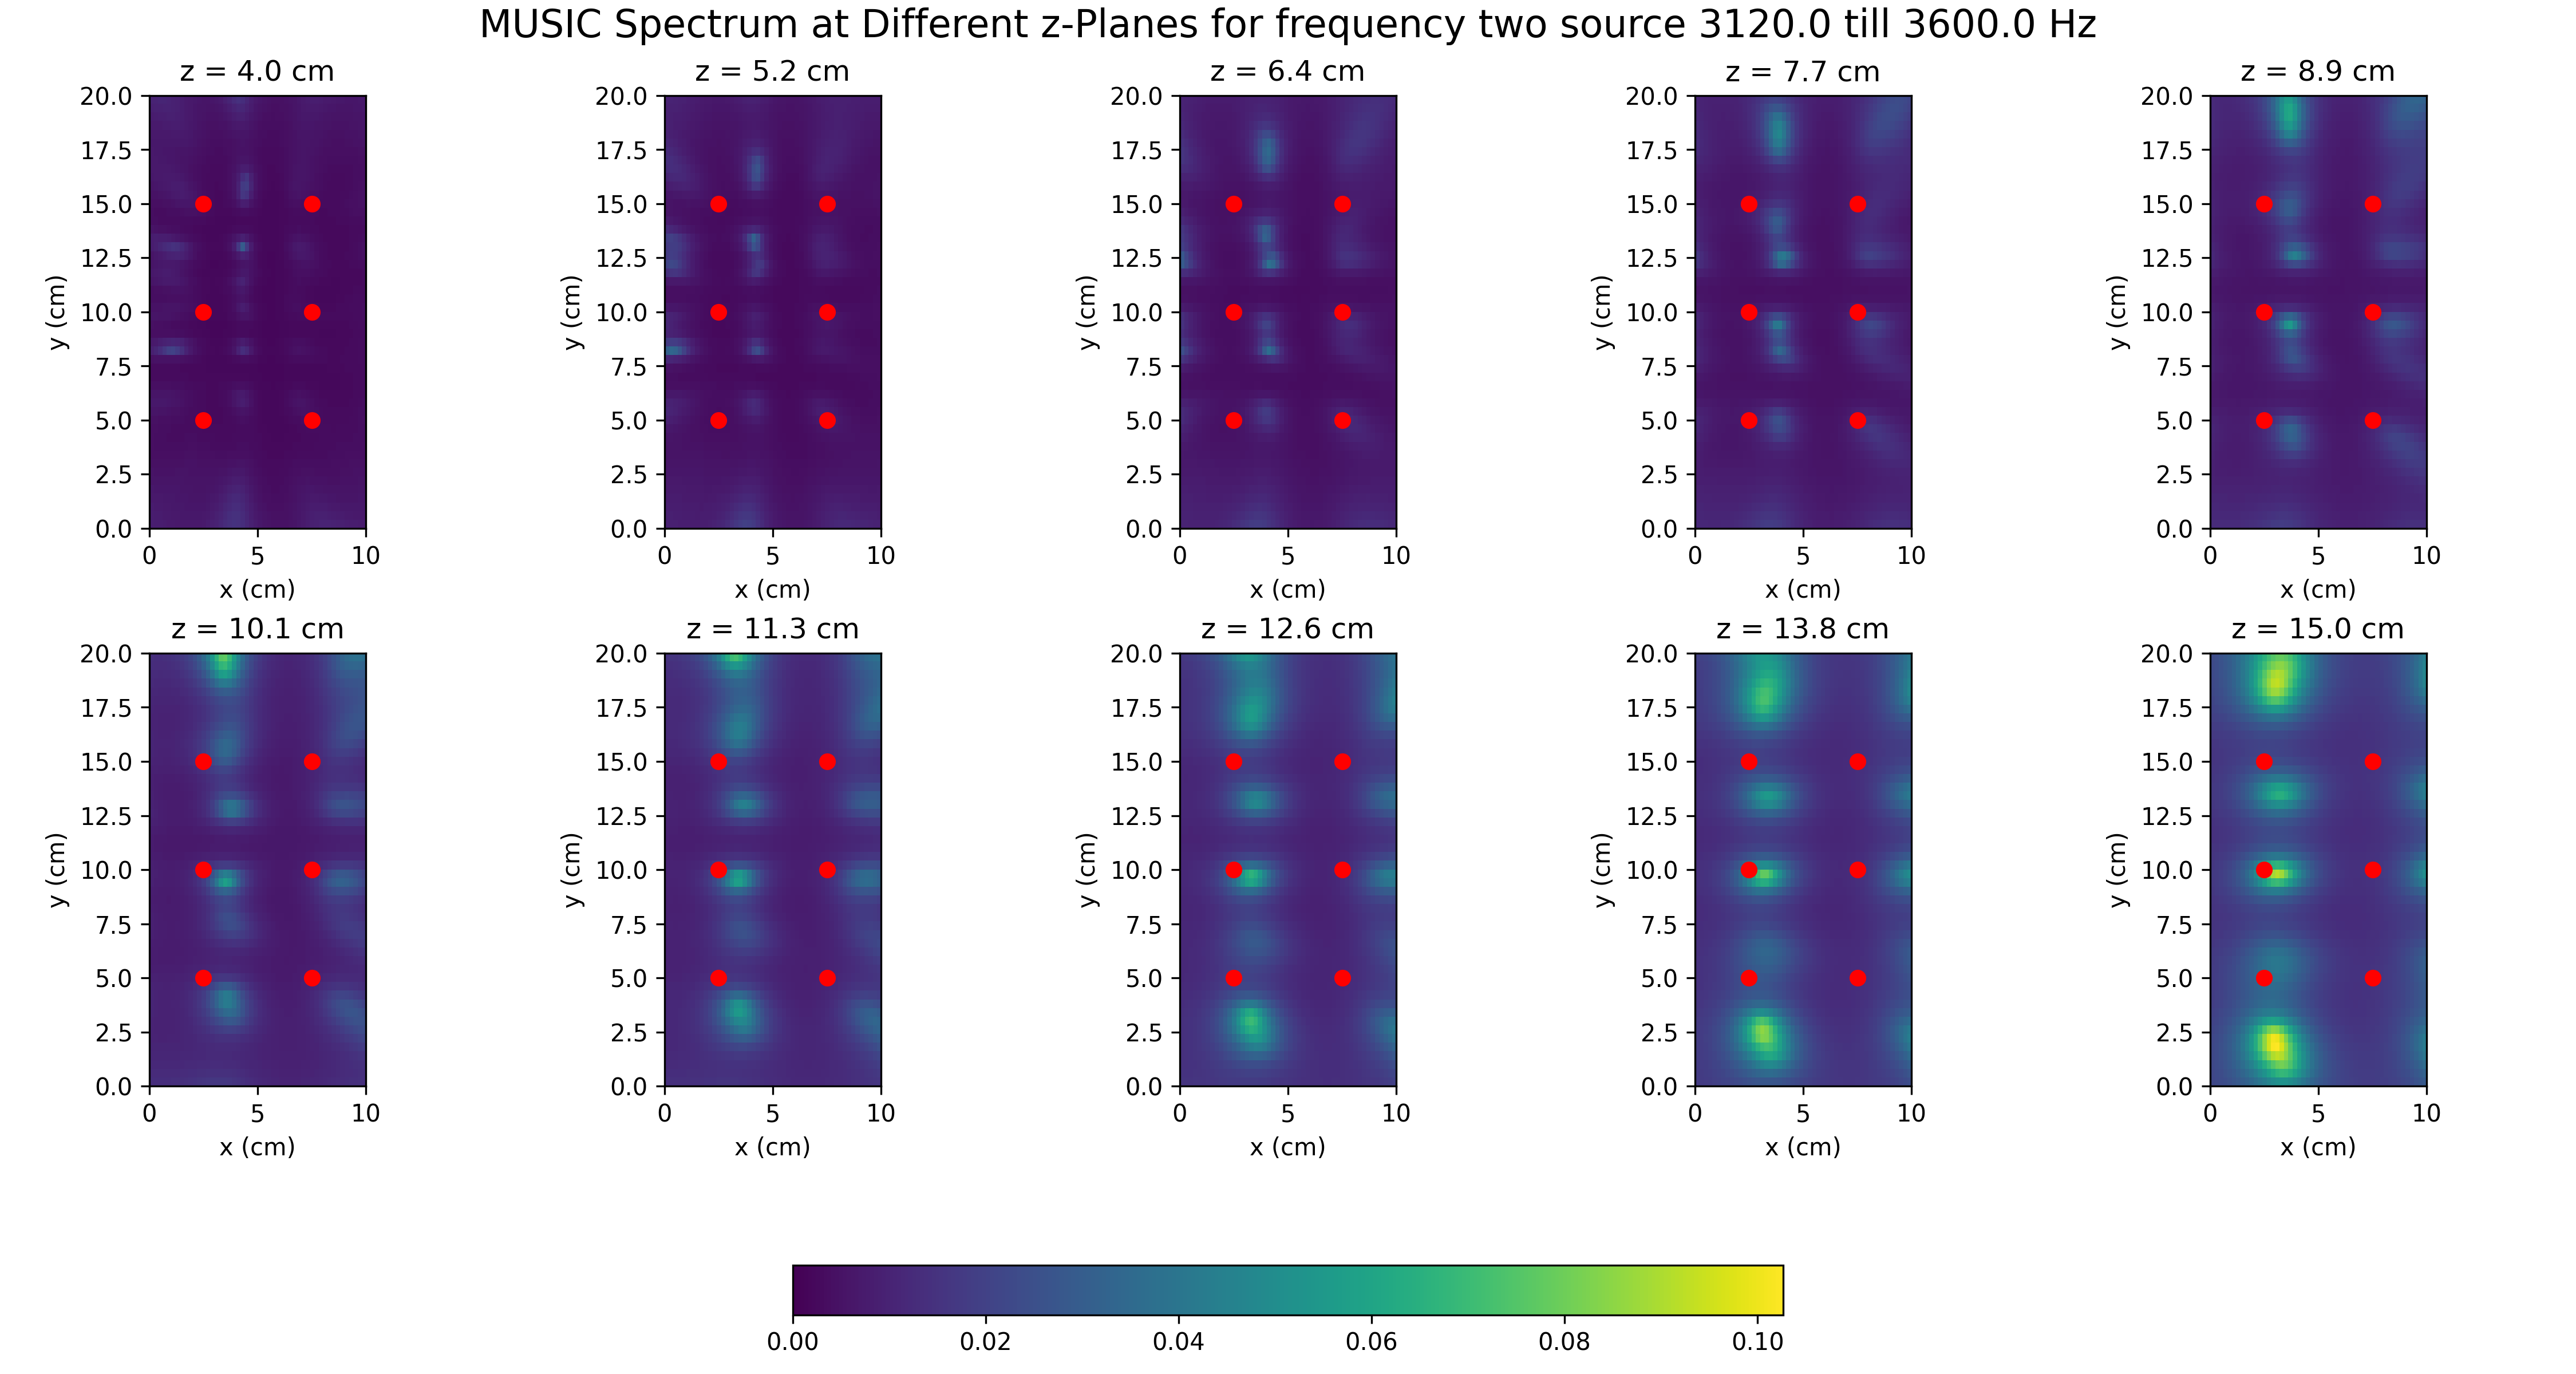 MUSIC Spectrum at Different z-Planes for frequency two source 3120.0 till 3600.0 Hz
z = 4.0 cm
20.0
17.5
15.0
12.5
10.0
7.5
5.0
2.5
0.0
y (cm)
0 5 10
x (cm)
z = 5.2 cm
20.0
17.5
15.0
12.5
10.0
7.5
5.0
2.5
0.0
y (cm)
0 5 10
x (cm)
z = 6.4 cm
20.0
17.5
15.0
12.5
10.0
7.5
5.0
2.5
0.0
y (cm)
0 5 10
x (cm)
z = 7.7 cm
20.0
17.5
15.0
12.5
10.0
7.5
5.0
2.5
0.0
y (cm)
0 5 10
x (cm)
z = 8.9 cm
20.0
17.5
15.0
12.5
10.0
7.5
5.0
2.5
0.0
y (cm)
0 5 10
x (cm)
z = 10.1 cm
20.0
17.5
15.0
12.5
10.0
7.5
5.0
2.5
0.0
y (cm)
0 5 10
x (cm)
z = 11.3 cm
20.0
17.5
15.0
12.5
10.0
7.5
5.0
2.5
0.0
y (cm)
0 5 10
x (cm)
z = 12.6 cm
20.0
17.5
15.0
12.5
10.0
7.5
5.0
2.5
0.0
y (cm)
0 5 10
x (cm)
z = 13.8 cm
20.0
17.5
15.0
12.5
10.0
7.5
5.0
2.5
0.0
y (cm)
0 5 10
x (cm)
z = 15.0 cm
20.0
17.5
15.0
12.5
10.0
7.5
5.0
2.5
0.0
y (cm)
0 5 10
x (cm)
0.00 0.02 0.04 0.06 0.08 0.10